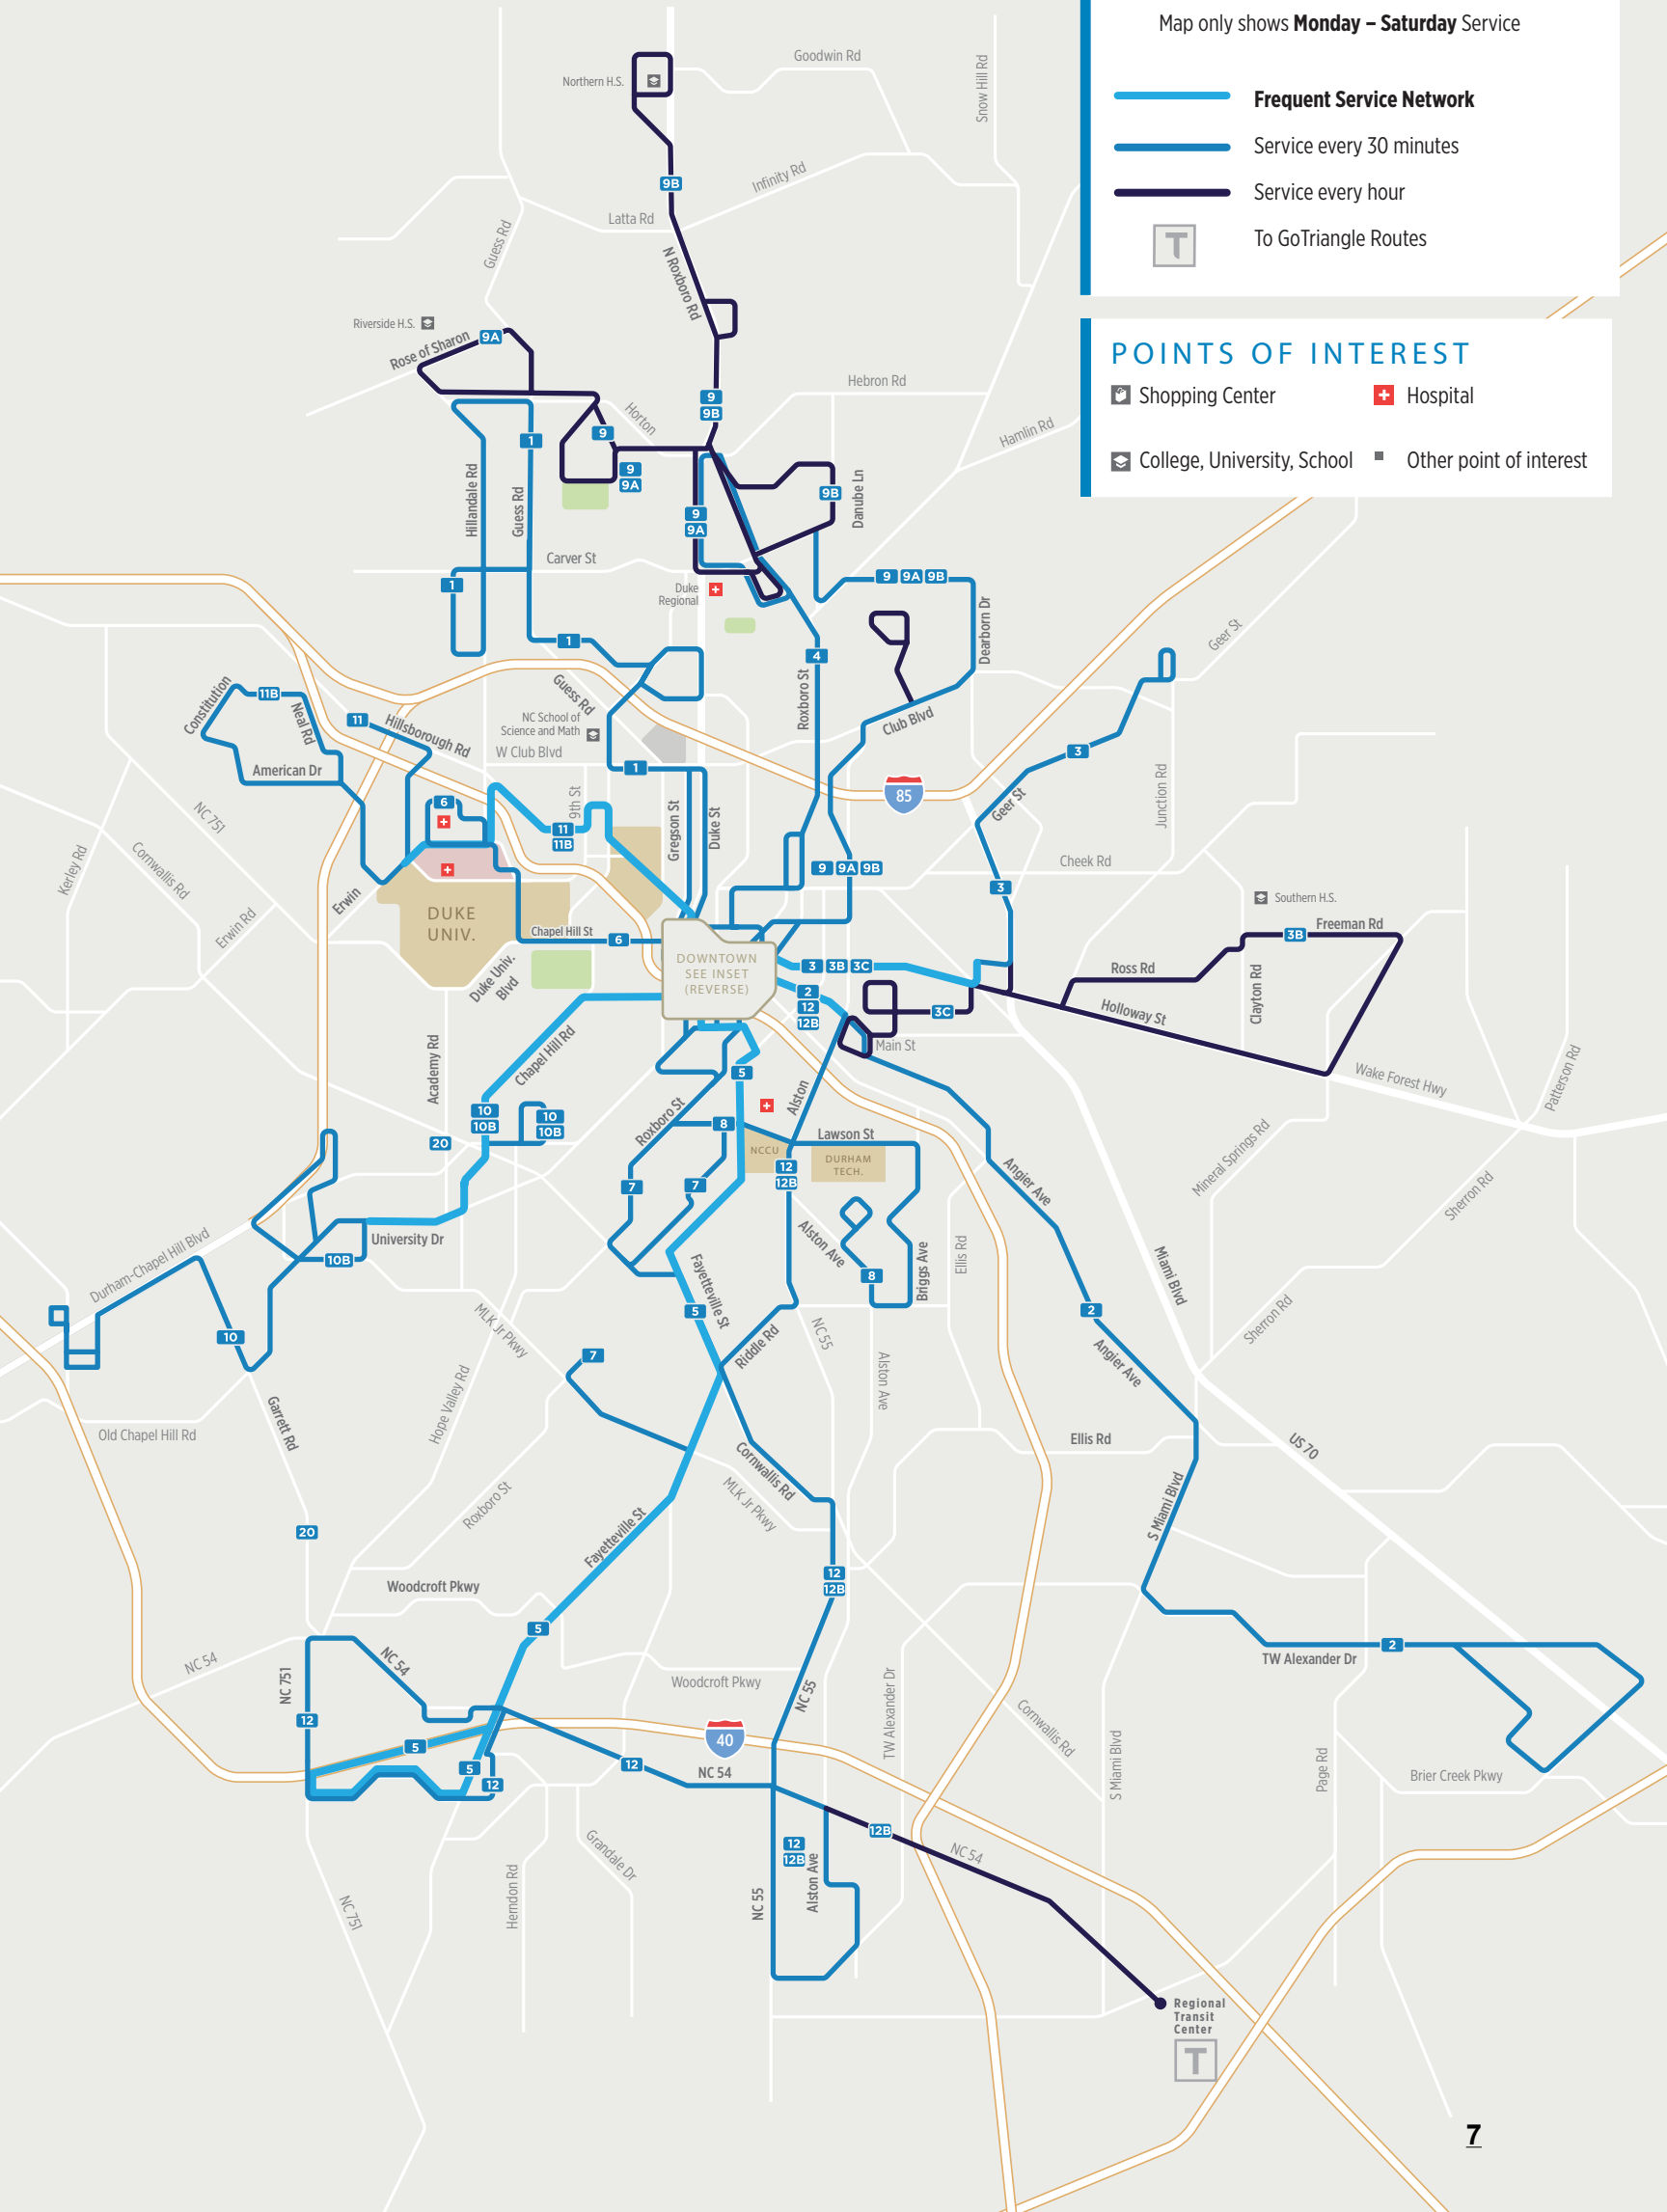 Map only shows Monday – Saturday Service
Frequent Service Network
Service every 30 minutes
Service every hour
T
To GoTriangle Routes
POINTS OF INTEREST
Shopping Center
Hospital
College, University, School
Other point of interest
Goodwin Rd
Northern H.S.
Snow Hill Rd
9B
Infinity Rd
Latta Rd
Guess Rd
N Roxboro Rd
Riverside H.S.
9A
Rose of Sharon
Hebron Rd
9
9B
Horton
9
Hamlin Rd
1
9
9A
9B
Danube Ln
Hillandale Rd
Guess Rd
9
9A
Carver St
1
Duke
Regional
9 9A 9B
Dearborn Dr
Geer St
1
4
Constitution
11B
Neal Rd
11
Hillsborough Rd
Guess Rd
NC School of
Science and Math
W Club Blvd
Roxboro St
Club Blvd
3
American Dr
1
85
Geer St
Junction Rd
6
9th St
NC 751
11
11B
Gregson St
Duke St
Kerley Rd
Cornwallis Rd
9 9A 9B
Cheek Rd
3
Erwin
Erwin Rd
DUKE
UNIV.
Chapel Hill St
6
Southern H.S.
Freeman Rd
3B
DOWNTOWN
SEE INSET
(REVERSE)
3 3B 3C
Ross Rd
Clayton Rd
Duke Univ.
Blvd
2
12
12B
3C
Holloway St
Main St
Wake Forest Hwy
Patterson Rd
Academy Rd
Chapel Hill Rd
5
Alston
10
10B
10
10B
20
Roxboro St
8
Lawson St
NCCU
DURHAM
TECH.
12
12B
Mineral Springs Rd
7
7
Angier Ave
Sherron Rd
Durham-Chapel Hill Blvd
University Dr
10B
Alston Ave
8
Briggs Ave
Ellis Rd
Miami Blvd
Fayetteville St
5
10
MLK Jr Pkwy
2
Sherron Rd
7
Riddle Rd
NC 55
Alston Ave
Angier Ave
Hope Valley Rd
Garrett Rd
Old Chapel Hill Rd
Ellis Rd
US 70
Cornwallis Rd
MLK Jr Pkwy
Roxboro St
20
Fayetteville St
S Miami Blvd
12
12B
Woodcroft Pkwy
5
2
TW Alexander Dr
NC 54
NC 54
NC 751
Woodcroft Pkwy
NC 55
TW Alexander Dr
Cornwallis Rd
12
5
40
5
12
12
NC 54
S Miami Blvd
Page Rd
Brier Creek Pkwy
12B
12
12B
NC 54
Grandale Dr
Herndon Rd
NC 751
NC 55
Alston Ave
Regional
Transit
Center
T
7